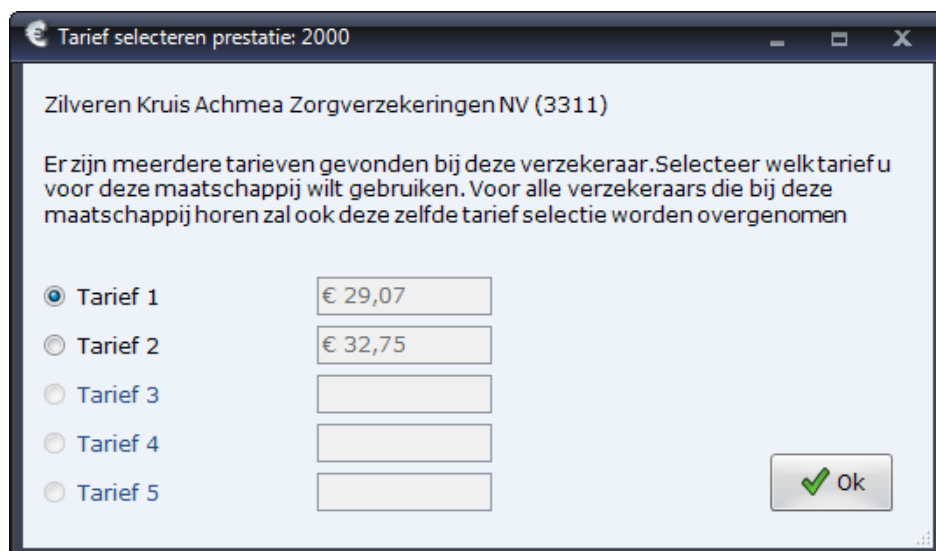 Tarief selecteren prestatie: 2000
Zilveren Kruis Achmea Zorgverzekeringen NV (3311)
Er zijn meerdere tarieven gevonden bij deze verzekeraar.Selecteer welk tarief u
voor deze maatschappij wilt gebruiken. Voor alle verzekeraars die bij deze
maatschappij horen zal ook deze zelfde tarief selectie worden overgenomen
Tarief 1 € 29,07
Tarief 2 € 32,75
Tarief 3
Tarief 4
Tarief 5
Ok